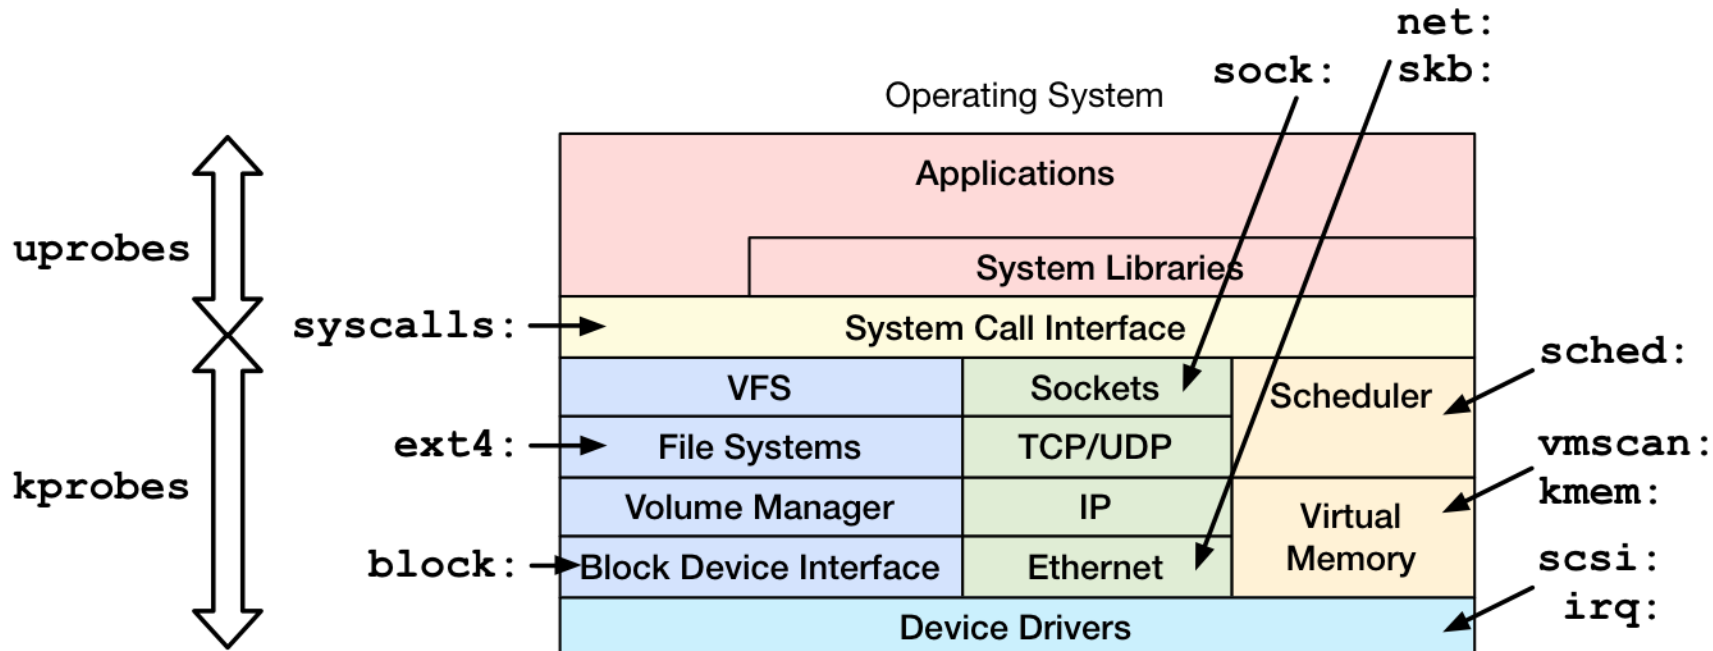 net:
sock:
skb:
Operating System
Applications
uprobes
System Libraries
syscalls:
System Call Interface
sched:
VFS
Sockets
Scheduler
ext4:
File Systems
TCP/UDP
vmscan:
kprobes
kmem:
Volume Manager
IP
Virtual
Memory
block:
Block Device Interface
Ethernet
scsi:
irq:
Device Drivers